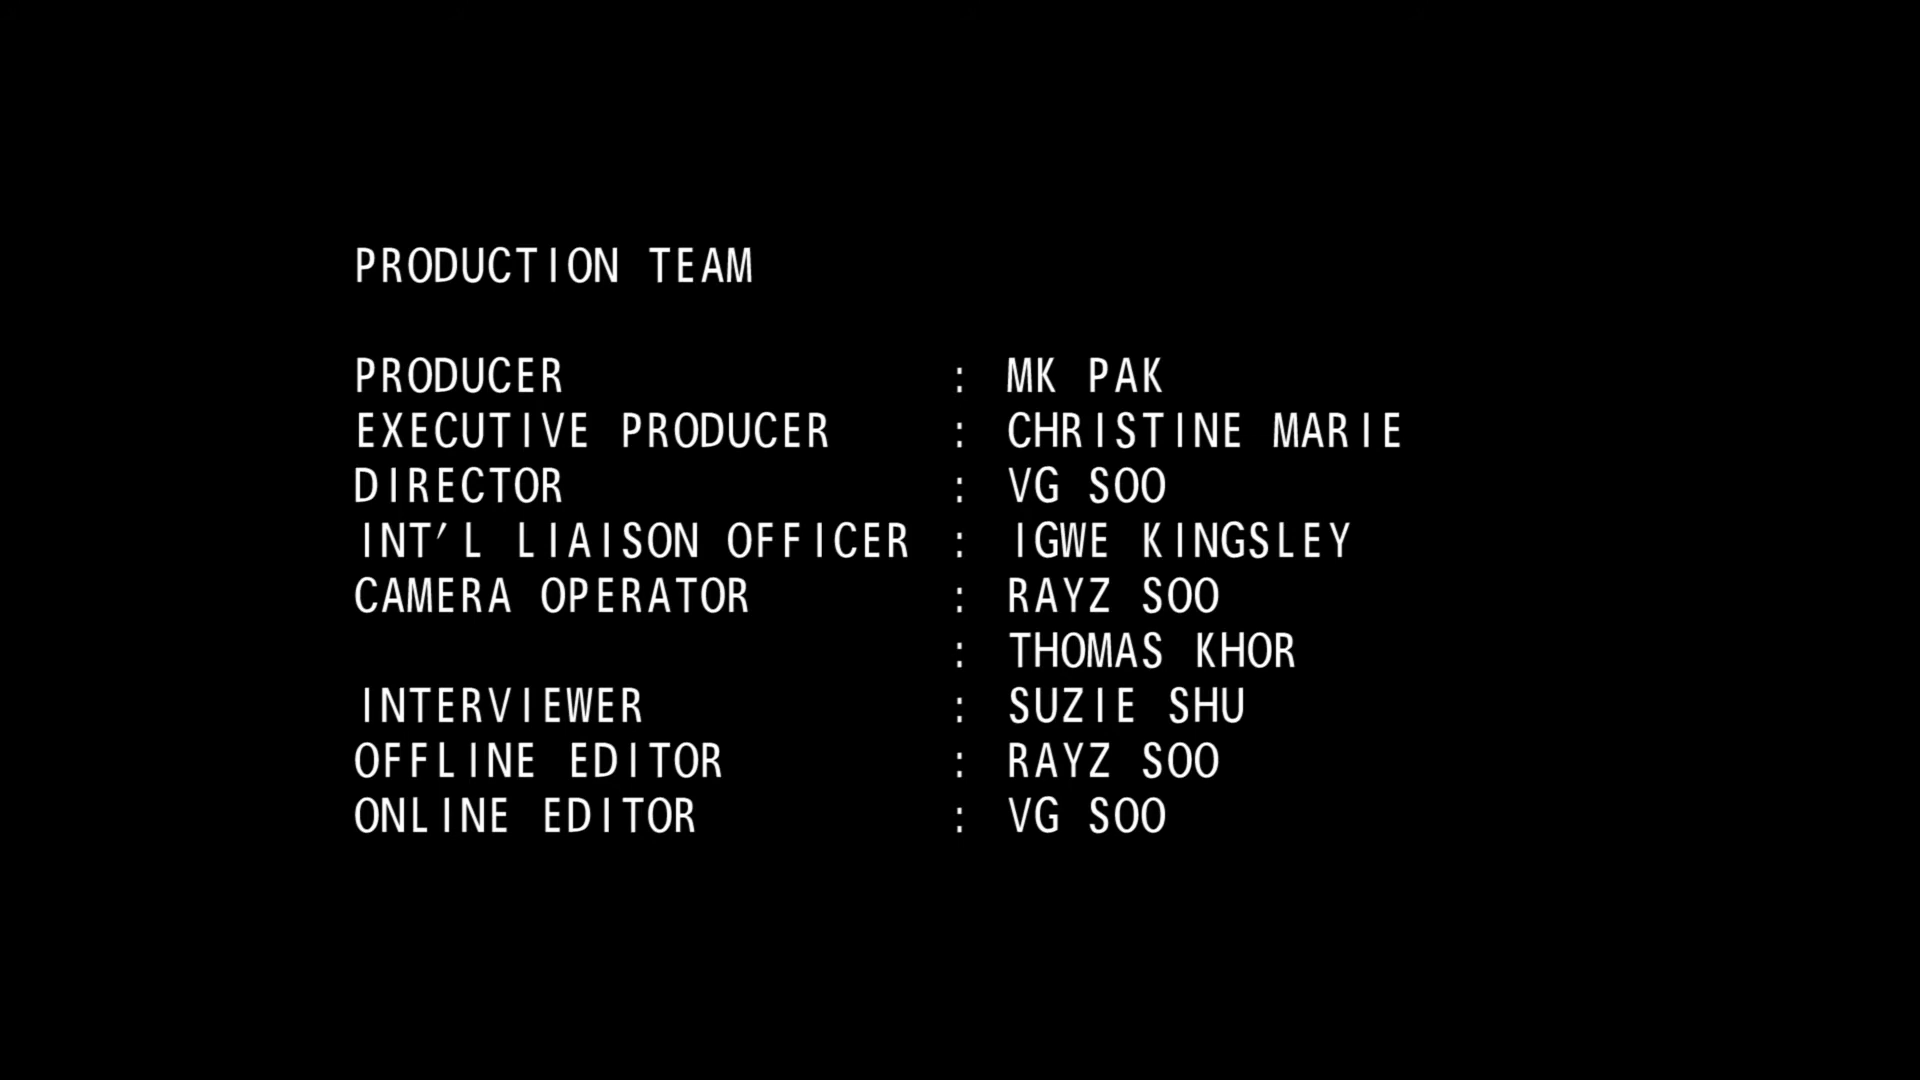 PRODUCTION TEAM
PRODUCER : MK PAK
EXECUTIVE PRODUCER : CHRISTINE MARIE
DIRECTOR : VG SOO
INT'L LIAISON OFFICER : IGWE KINGSLEY
CAMERA OPERATOR : RAYZ SOO
: THOMAS KHOR
INTERVIEWER : SUZIE SHU
OFFLINE EDITOR : RAYZ SOO
ONLINE EDITOR : VG SOO